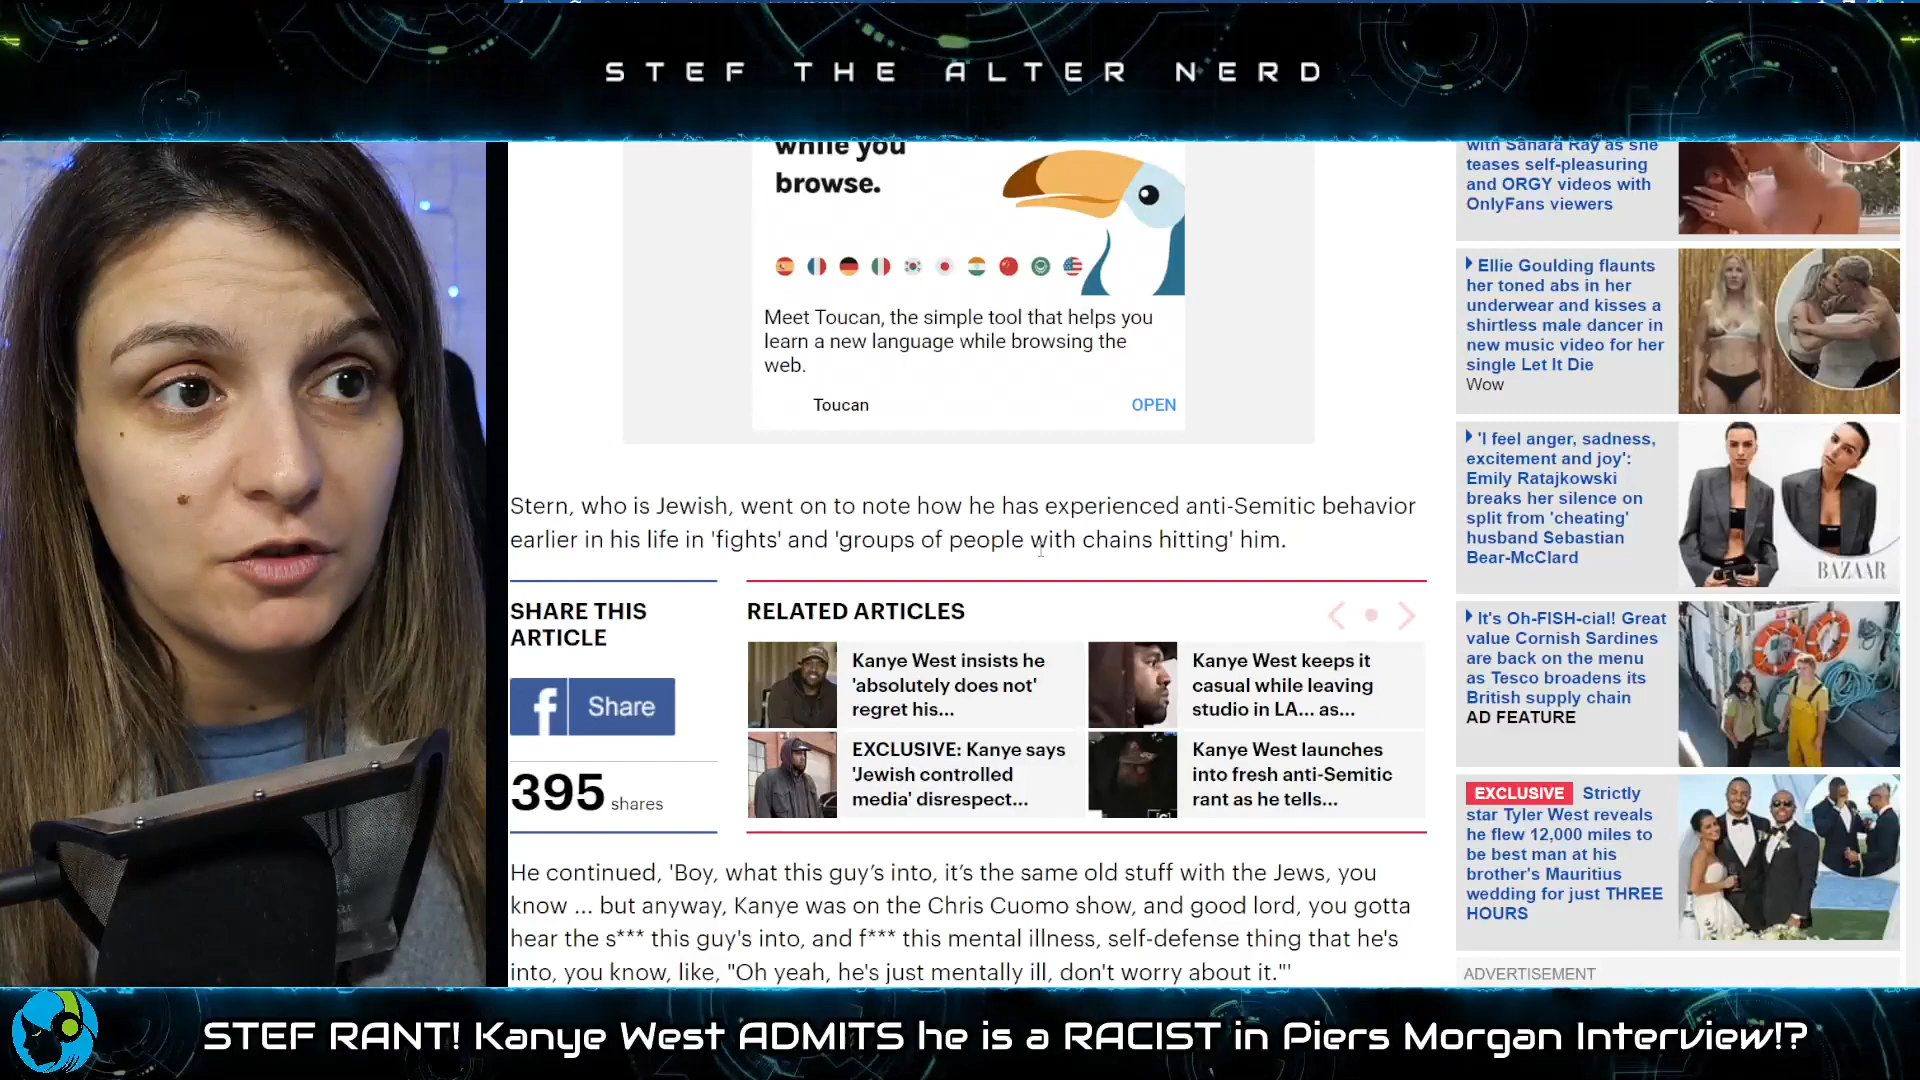 STEF THE ALTER NERD
while you
browse.
Meet Toucan, the simple tool that helps you
learn a new language while browsing the
web.
Toucan
OPEN
Stern, who is Jewish, went on to note how he has experienced anti-Semitic behavior
earlier in his life in 'fights' and 'groups of people with chains hitting' him.
SHARE THIS
ARTICLE
f Share
395 shares
RELATED ARTICLES
Kanye West insists he
'absolutely does not'
regret his...
Kanye West keeps it
casual while leaving
studio in LA... as...
EXCLUSIVE: Kanye says
'Jewish controlled
media' disrespect...
Kanye West launches
into fresh anti-Semitic
rant as he tells...
He continued, 'Boy, what this guy’s into, it’s the same old stuff with the Jews, you
know ... but anyway, Kanye was on the Chris Cuomo show, and good lord, you gotta
hear the s*** this guy's into, and f*** this mental illness, self-defense thing that he's
into, you know, like, "Oh yeah, he's just mentally ill, don't worry about it."'
with Sahara Ray as she
teases self-pleasuring
and ORGY videos with
OnlyFans viewers
Ellie Goulding flaunts
her toned abs in her
underwear and kisses a
shirtless male dancer in
new music video for her
single Let It Die
Wow
'I feel anger, sadness,
excitement and joy':
Emily Ratajkowski
breaks her silence on
split from 'cheating'
husband Sebastian
Bear-McClard
BAZAAR
It's Oh-FISH-cial! Great
value Cornish Sardines
are back on the menu
as Tesco broadens its
British supply chain
AD FEATURE
EXCLUSIVE Strictly
star Tyler West reveals
he flew 12,000 miles to
be best man at his
brother's Mauritius
wedding for just THREE
HOURS
ADVERTISEMENT
STEF RANT! Kanye West ADMITS he is a RACIST in Piers Morgan Interview!?